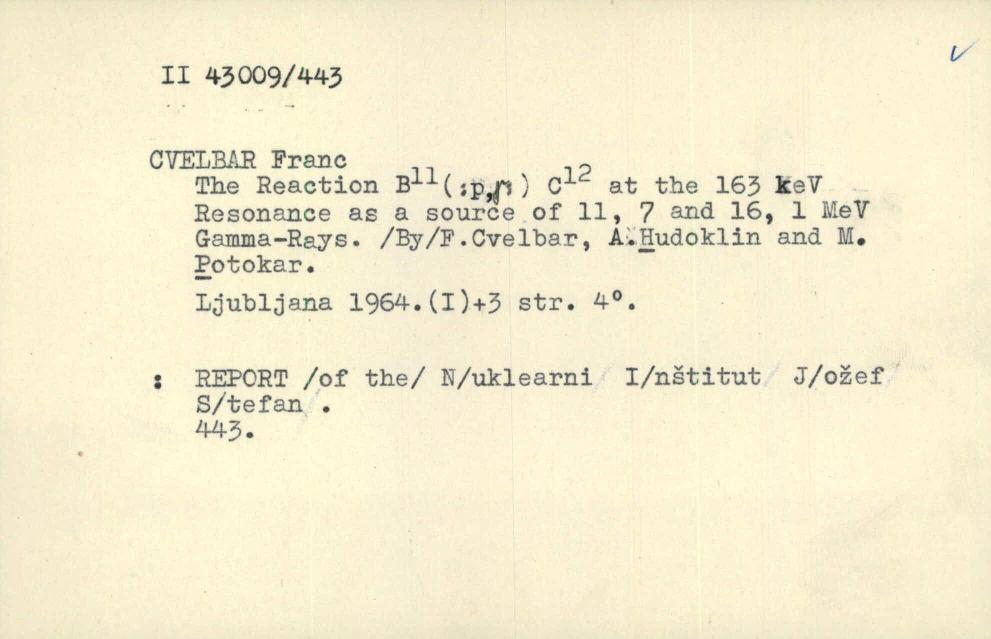 II 43009/443
CVELBAR Franc
The Reaction B¹¹(:p,γ:) C¹² at the 163 keV
Resonance as a source of 11, 7 and 16, 1 MeV
Gamma-Rays. /By/F.Cvelbar, A.Hudoklin and M.
Potokar.
Ljubljana 1964.(I)+3 str. 4°.
: REPORT /of the/ N/uklearni/ I/nštitut/ J/ožef/
S/tefan/.
443.